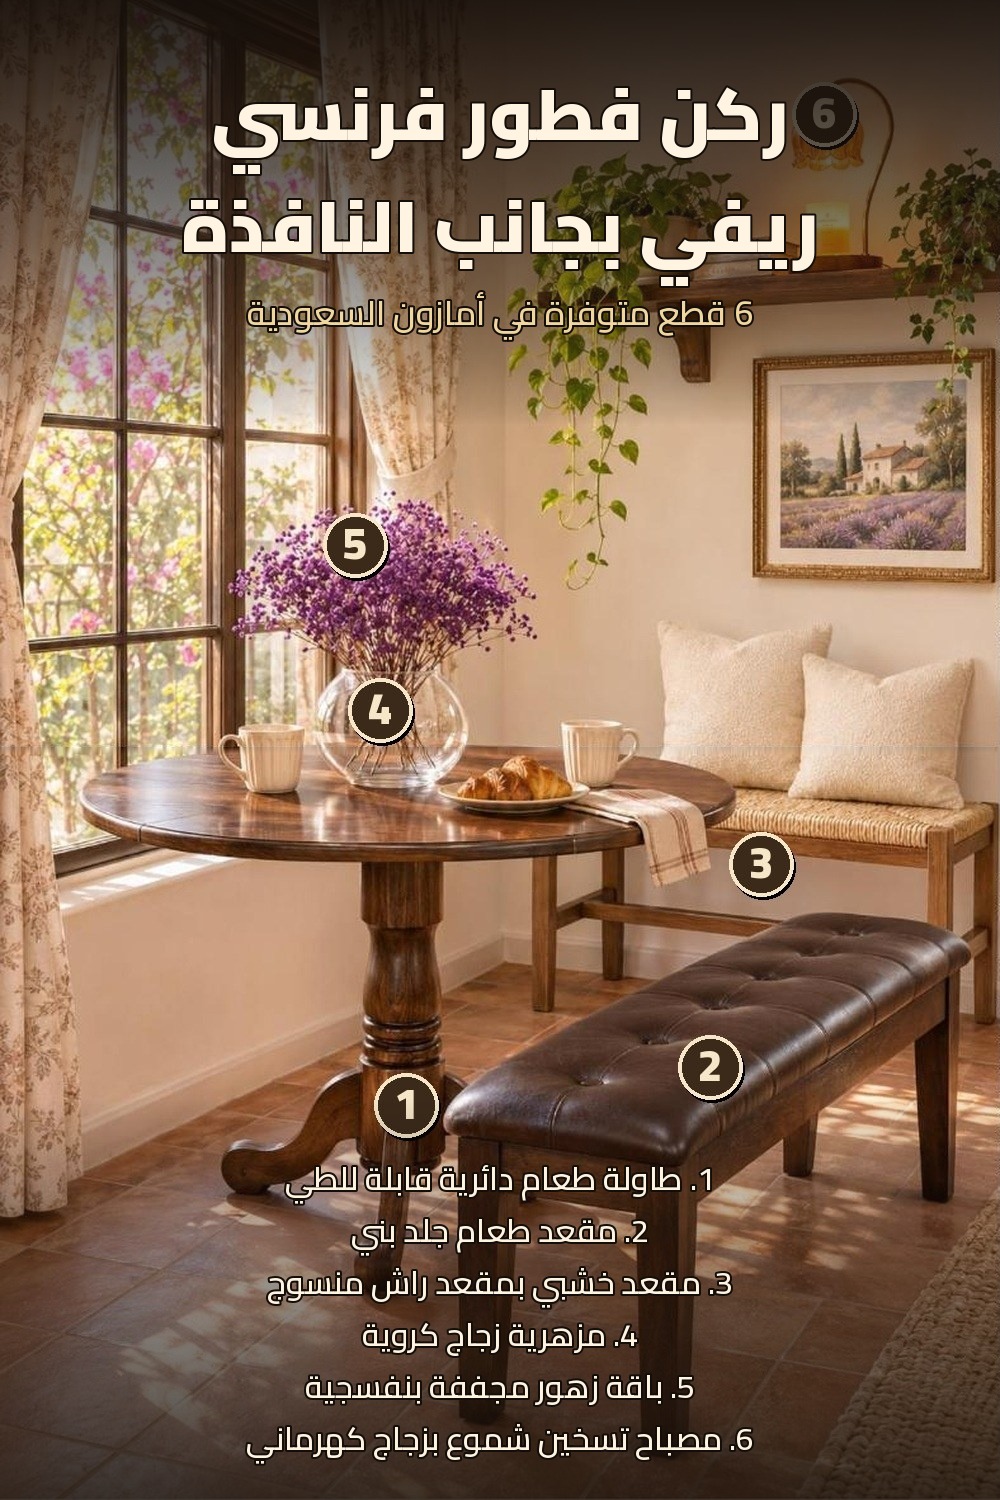 ركن فطور فرنسي
ريفي بجانب النافذة
6 قطع متوفرة في أمازون السعودية
6
5
4
3
2
1
1. طاولة طعام دائرية قابلة للطي
2. مقعد طعام جلد بني
3. مقعد خشبي بمقعد راش منسوج
4. مزهرية زجاج كروية
5. باقة زهور مجففة بنفسجية
6. مصباح تسخين شموع بزجاج كهرماني